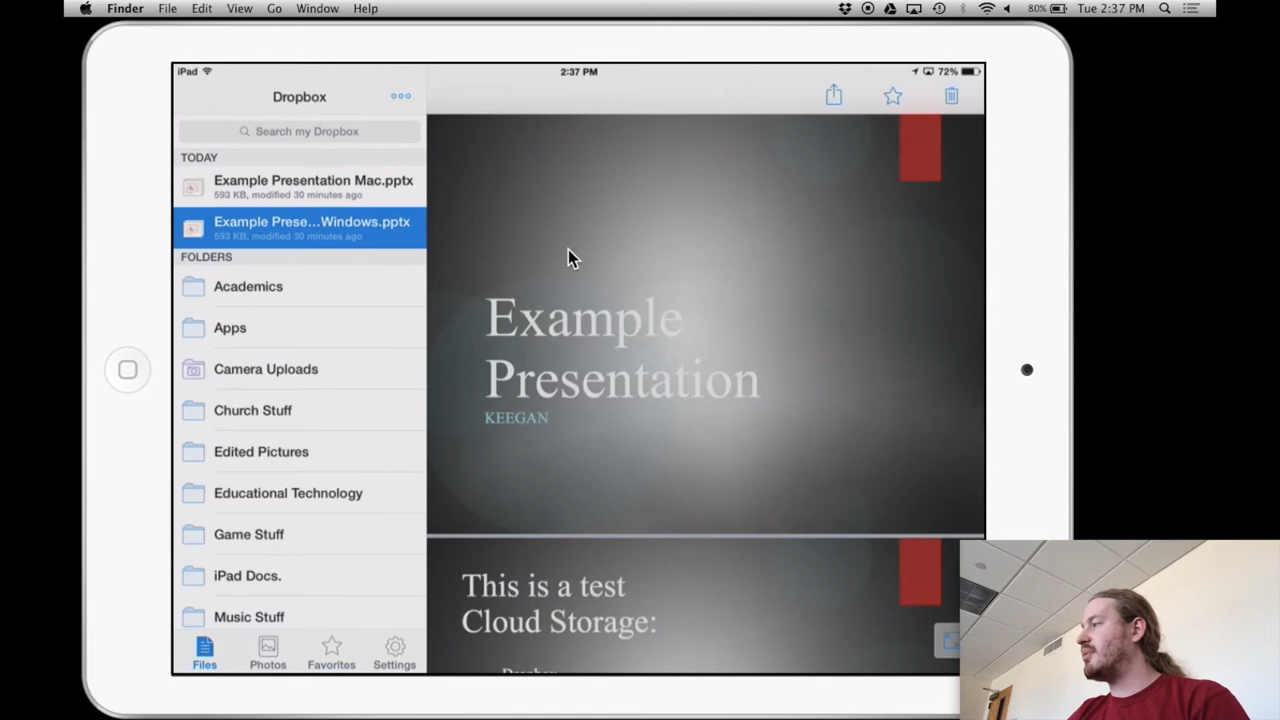 Finder File Edit View Go Window Help 80% Tue 2:37 PM
iPad 2:37 PM 72%
Dropbox
Search my Dropbox
TODAY
Example Presentation Mac.pptx
593 KB, modified 30 minutes ago
Example Prese...Windows.pptx
593 KB, modified 30 minutes ago
FOLDERS
Academics
Apps
Camera Uploads
Church Stuff
Edited Pictures
Educational Technology
Game Stuff
iPad Docs.
Music Stuff
Files Photos Favorites Settings
Example
Presentation
KEEGAN
This is a test
Cloud Storage:
Dropbox